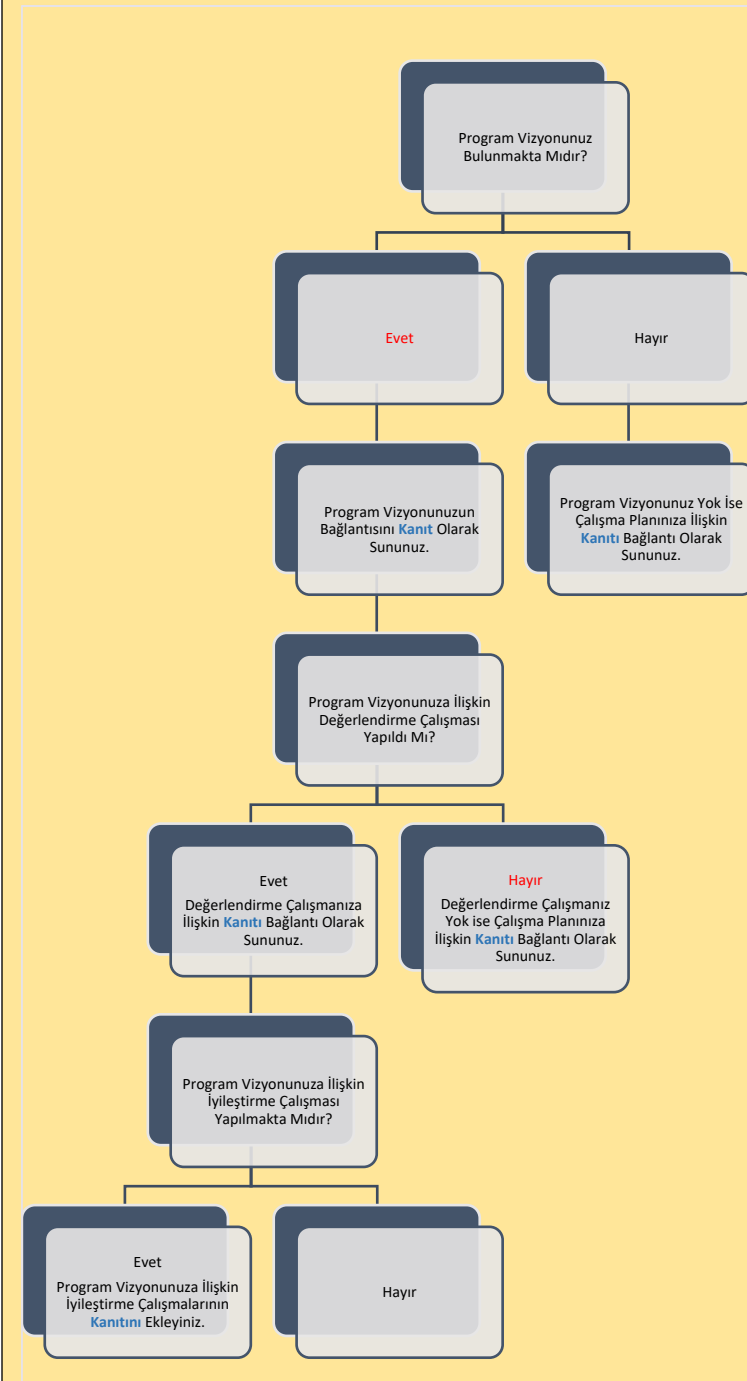 Program Vizyonunuz
Bulunmakta Mıdır?
Evet
Hayır
Program Vizyonunuzun
Bağlantısını Kanıt Olarak
Sununuz.
Program Vizyonunuz Yok İse
Çalışma Planınıza İlişkin
Kanıtı Bağlantı Olarak
Sununuz.
Program Vizyonunuza İlişkin
Değerlendirme Çalışması
Yapıldı Mı?
Evet
Değerlendirme Çalışmanıza
İlişkin Kanıtı Bağlantı Olarak
Sununuz.
Hayır
Değerlendirme Çalışmanız
Yok ise Çalışma Planınıza
İlişkin Kanıtı Bağlantı Olarak
Sununuz.
Program Vizyonunuza İlişkin
İyileştirme Çalışması
Yapılmakta Mıdır?
Evet
Program Vizyonunuza İlişkin
İyileştirme Çalışmalarının
Kanıtını Ekleyiniz.
Hayır